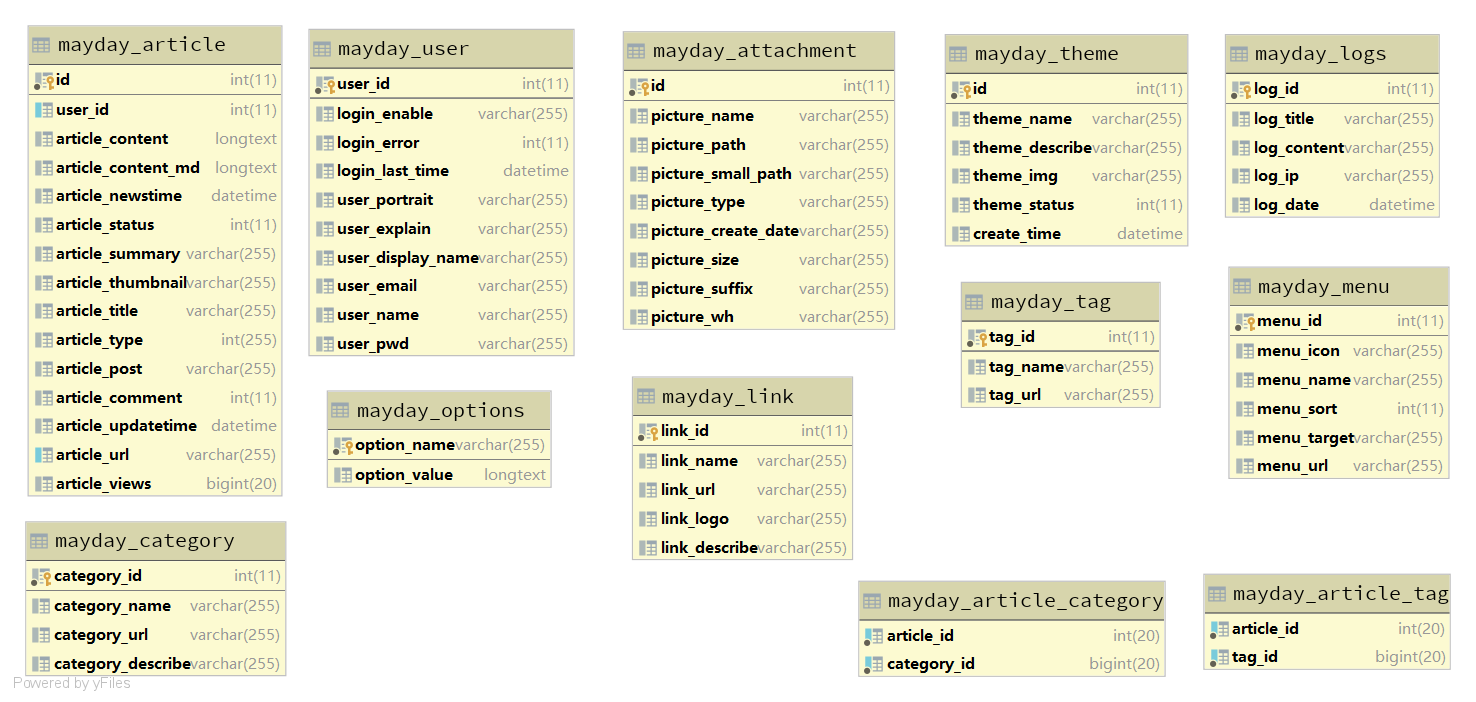 mayday_article
id int(11)
user_id int(11)
article_content longtext
article_content_md longtext
article_newstime datetime
article_status int(11)
article_summary varchar(255)
article_thumbnail varchar(255)
article_title varchar(255)
article_type int(255)
article_post varchar(255)
article_comment int(11)
article_updatetime datetime
article_url varchar(255)
article_views bigint(20)
mayday_user
user_id int(11)
login_enable varchar(255)
login_error int(11)
login_last_time datetime
user_portrait varchar(255)
user_explain varchar(255)
user_display_name varchar(255)
user_email varchar(255)
user_name varchar(255)
user_pwd varchar(255)
mayday_attachment
id int(11)
picture_name varchar(255)
picture_path varchar(255)
picture_small_path varchar(255)
picture_type varchar(255)
picture_create_date varchar(255)
picture_size varchar(255)
picture_suffix varchar(255)
picture_wh varchar(255)
mayday_theme
id int(11)
theme_name varchar(255)
theme_describe varchar(255)
theme_img varchar(255)
theme_status int(11)
create_time datetime
mayday_logs
log_id int(11)
log_title varchar(255)
log_content varchar(255)
log_ip varchar(255)
log_date datetime
mayday_tag
tag_id int(11)
tag_name varchar(255)
tag_url varchar(255)
mayday_menu
menu_id int(11)
menu_icon varchar(255)
menu_name varchar(255)
menu_sort int(11)
menu_target varchar(255)
menu_url varchar(255)
mayday_options
option_name varchar(255)
option_value longtext
mayday_link
link_id int(11)
link_name varchar(255)
link_url varchar(255)
link_logo varchar(255)
link_describe varchar(255)
mayday_category
category_id int(11)
category_name varchar(255)
category_url varchar(255)
category_describe varchar(255)
mayday_article_category
article_id int(20)
category_id bigint(20)
mayday_article_tag
article_id int(20)
tag_id bigint(20)
Powered by yFiles